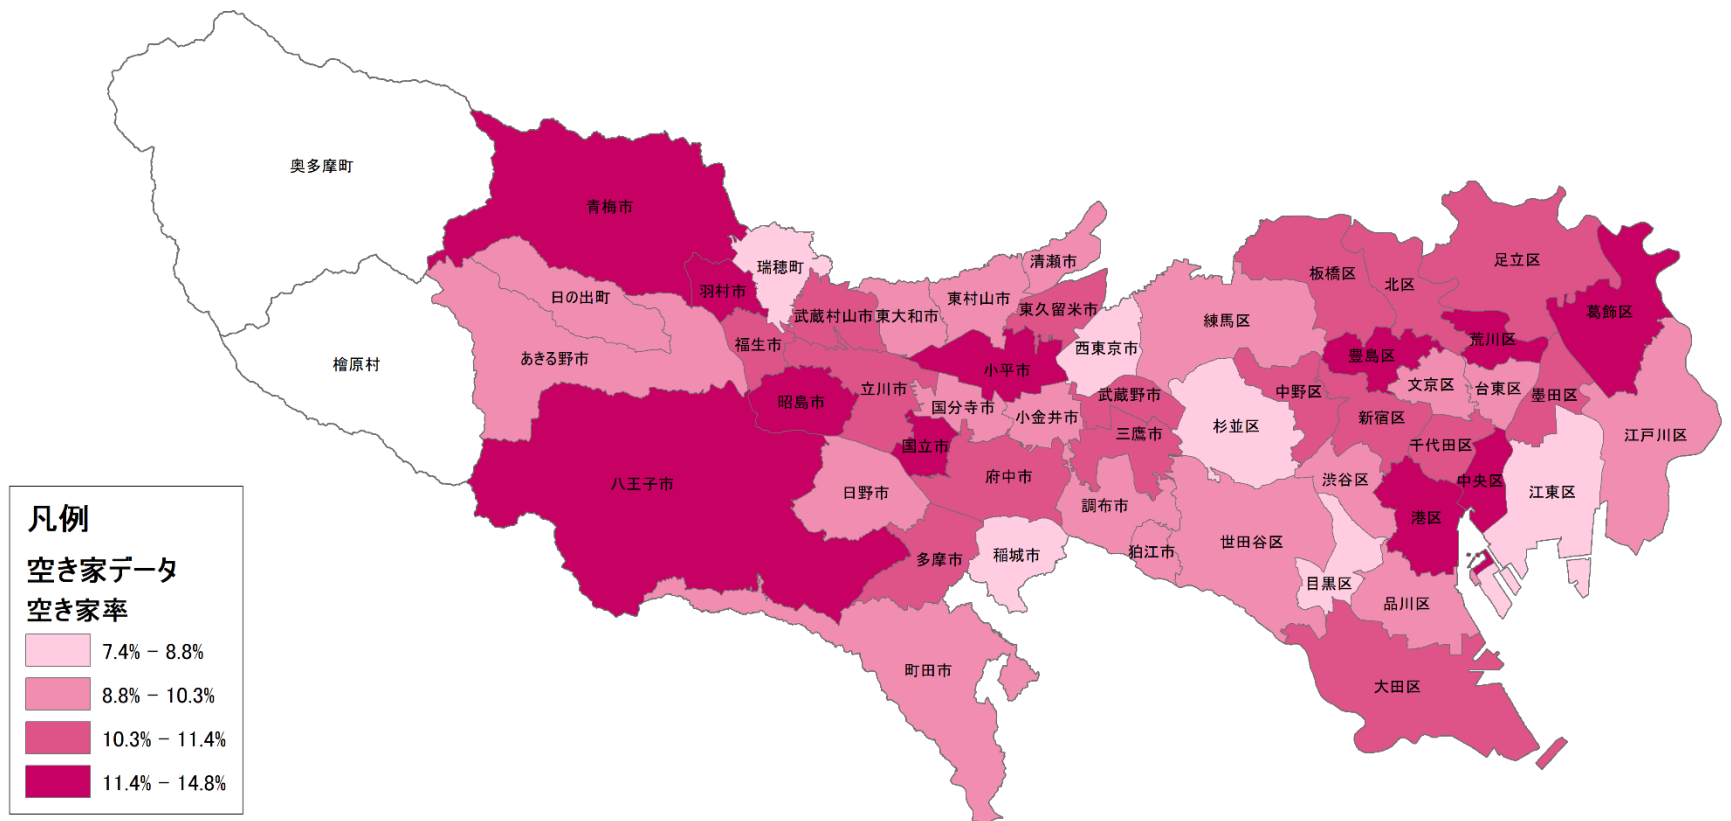 奥多摩町
青梅市
瑞穂町
清瀬市
足立区
板橋区
北区
羽村市
日の出町
東村山市
東久留米市
武蔵村山市
東大和市
練馬区
葛飾区
荒川区
福生市
西東京市
豊島区
あきる野市
檜原村
小平市
文京区
台東区
立川市
武蔵野市
中野区
墨田区
昭島市
国分寺市
小金井市
杉並区
新宿区
三鷹市
江戸川区
国立市
千代田区
府中市
渋谷区
中央区
八王子市
日野市
江東区
調布市
港区
世田谷区
狛江市
稲城市
多摩市
目黒区
品川区
町田市
大田区
凡例
空き家データ
空き家率
7.4% - 8.8%
8.8% - 10.3%
10.3% - 11.4%
11.4% - 14.8%